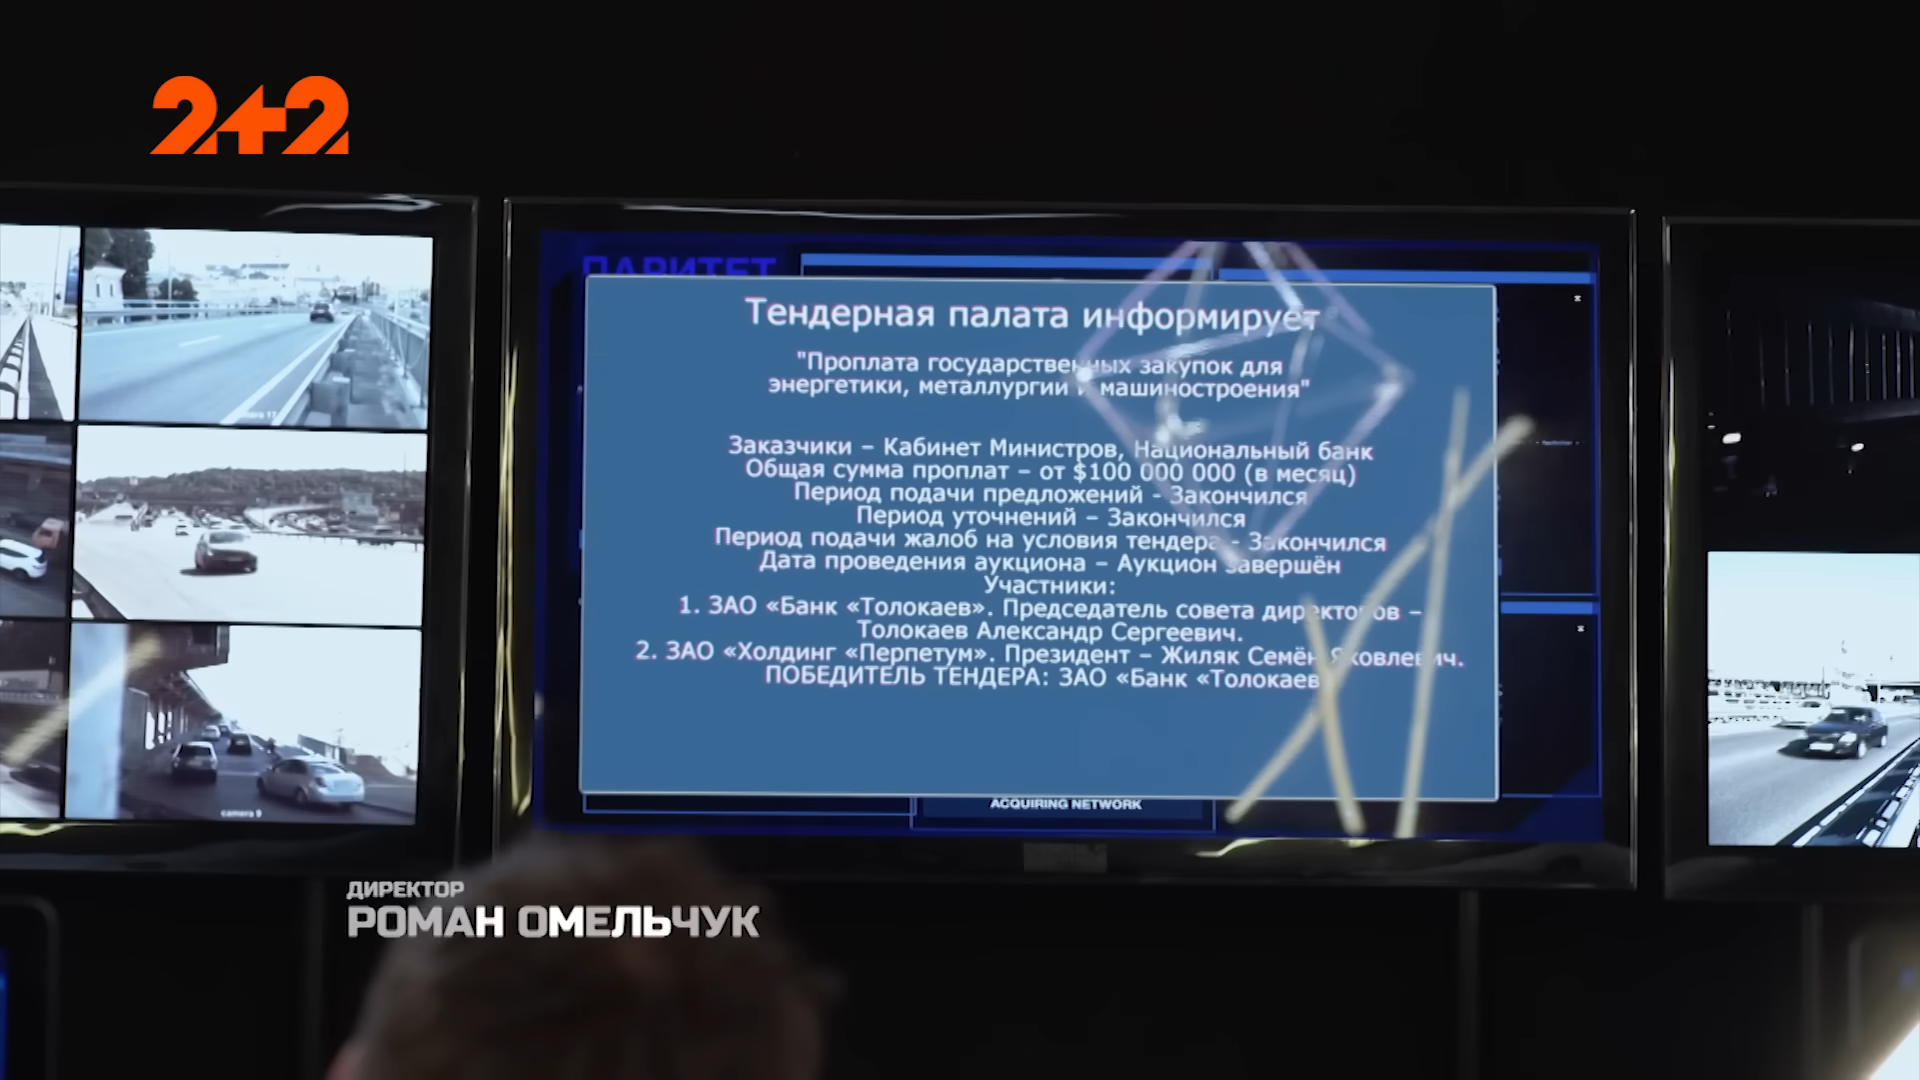 2+2
ПАРИТЕТ
Тендерная палата информирует
"Проплата государственных закупок для
энергетики, металлургии и машиностроения"
Заказчики – Кабинет Министров, Национальный банк
Общая сумма проплат – от $100 000 000 (в месяц)
Период подачи предложений - Закончился
Период уточнений – Закончился
Период подачи жалоб на условия тендера - Закончился
Дата проведения аукциона – Аукцион завершён
Участники:
1. ЗАО «Банк «Толокаев». Председатель совета директоров –
Толокаев Александр Сергеевич.
2. ЗАО «Холдинг «Перпетум». Президент – Жиляк Семён Яковлевич.
ПОБЕДИТЕЛЬ ТЕНДЕРА: ЗАО «Банк «Толокаев
ACQUIRING NETWORK
camera 9
ДИРЕКТОР
РОМАН ОМЕЛЬЧУК